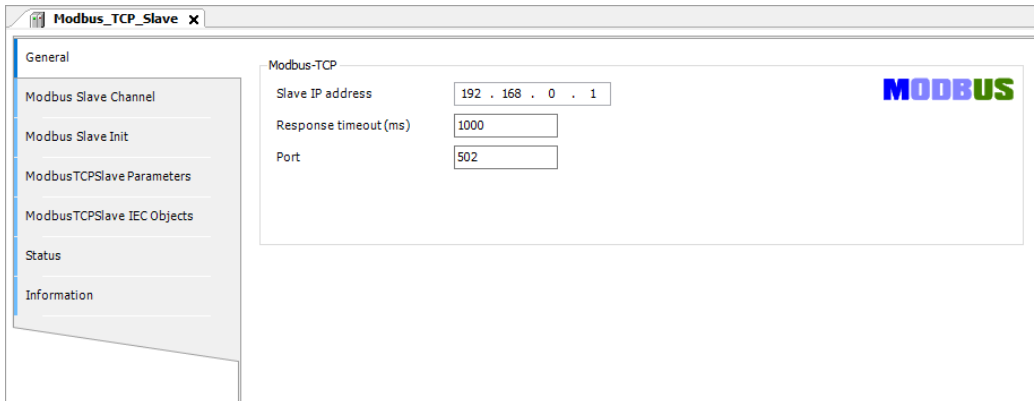 Modbus_TCP_Slave X
General
Modbus Slave Channel
Modbus Slave Init
ModbusTCPSlave Parameters
ModbusTCPSlave IEC Objects
Status
Information
Modbus-TCP
MODBUS
Slave IP address 192 . 168 . 0 . 1
Response timeout (ms) 1000
Port 502